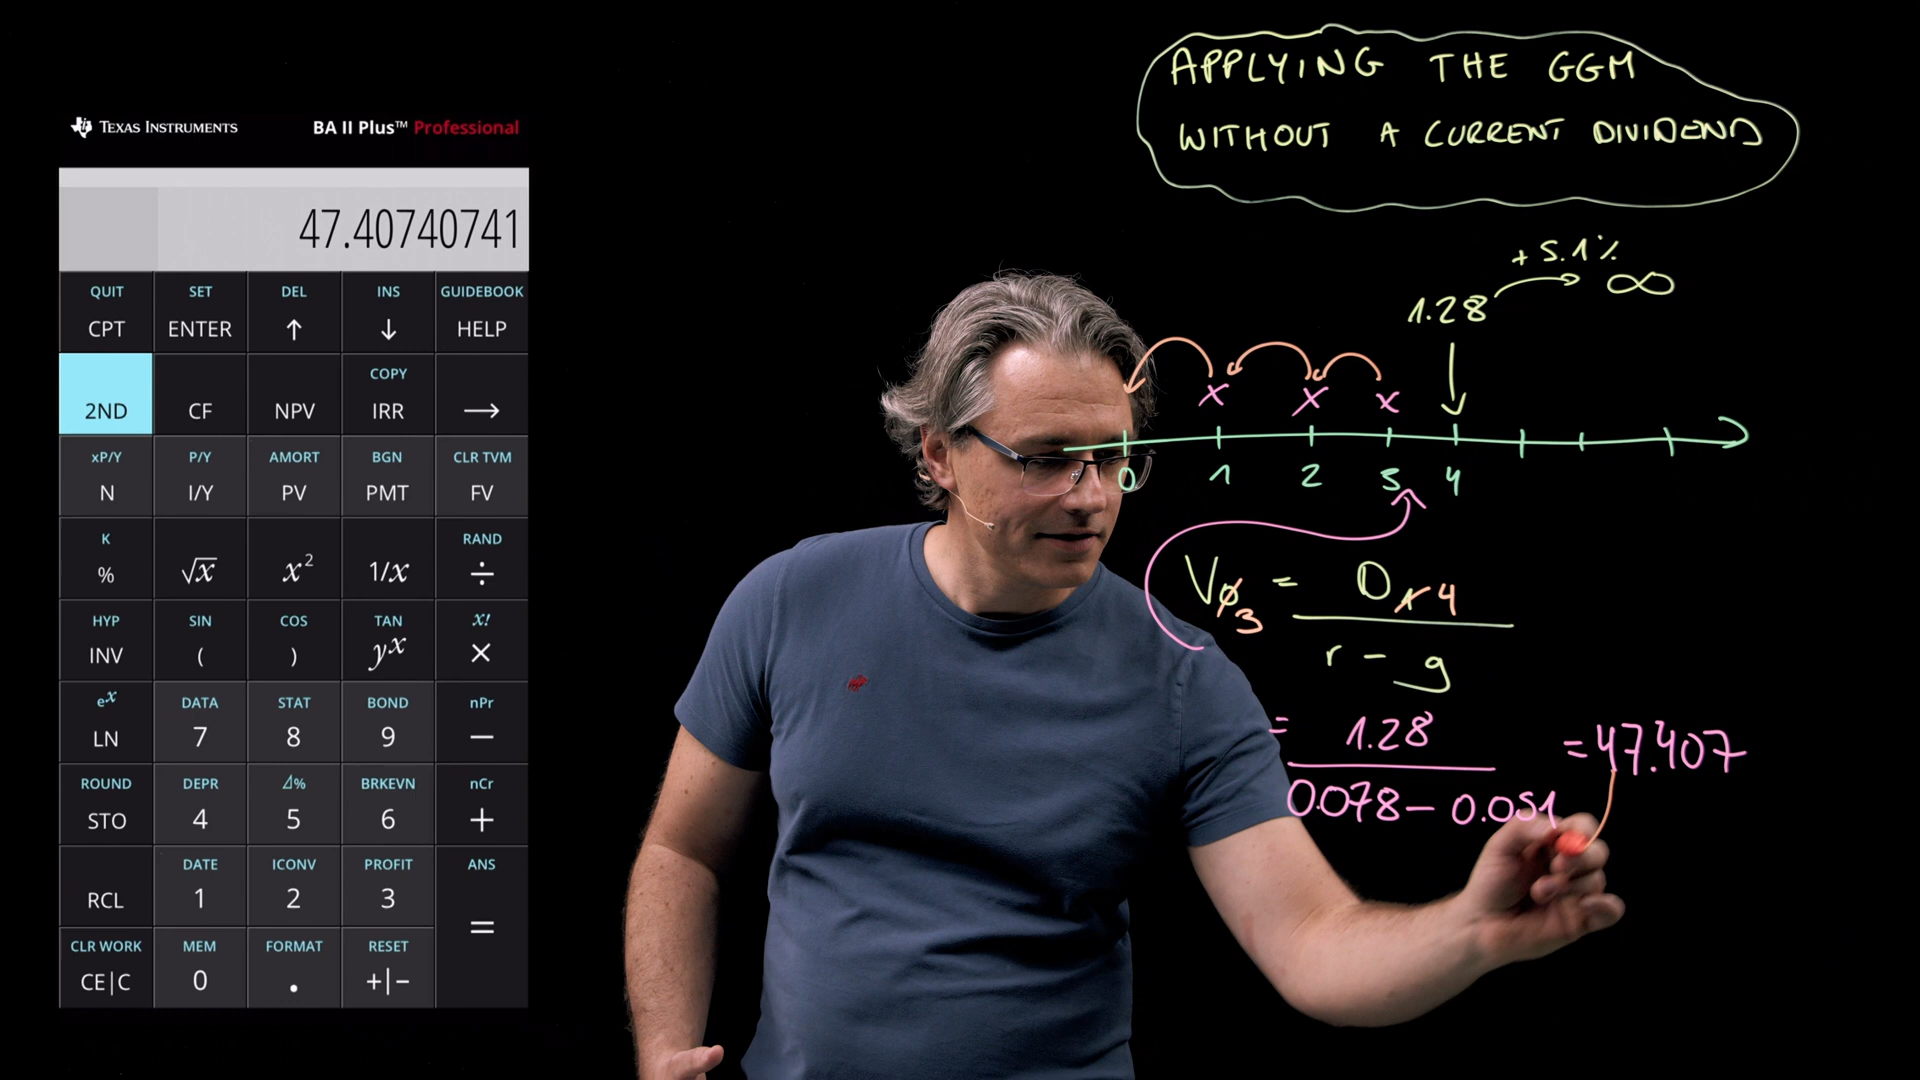 TEXAS INSTRUMENTS BA II Plus™ Professional
47.40740741
QUIT SET DEL INS GUIDEBOOK
CPT ENTER ↑ ↓ HELP
COPY
2ND CF NPV IRR →
xP/Y P/Y AMORT BGN CLR TVM
N I/Y PV PMT FV
K RAND
% √x x² 1/x ÷
HYP SIN COS TAN x!
INV ( ) yˣ ×
eˣ DATA STAT BOND nPr
LN 7 8 9 −
ROUND DEPR Δ% BRKEVN nCr
STO 4 5 6 +
DATE ICONV PROFIT ANS
RCL 1 2 3 =
CLR WORK MEM FORMAT RESET
CE|C 0 . +|−
APPLYING THE GGM
WITHOUT A CURRENT DIVIDEND
+ 5.1%
1.28 ∞
x x x
0 1 2 3 4
V0 3 = D1 4
r - g
= 1.28 = 47.407
0.078 - 0.051